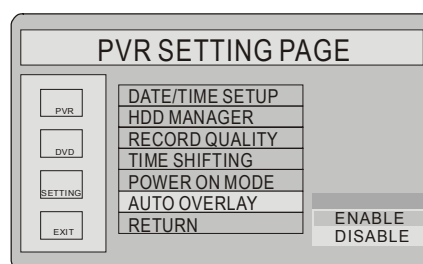 PVR SETTING PAGE
PVR
DVD
SETTING
EXIT
DATE/TIME SETUP
HDD MANAGER
RECORD QUALITY
TIME SHIFTING
POWER ON MODE
AUTO OVERLAY
RETURN
ENABLE
DISABLE